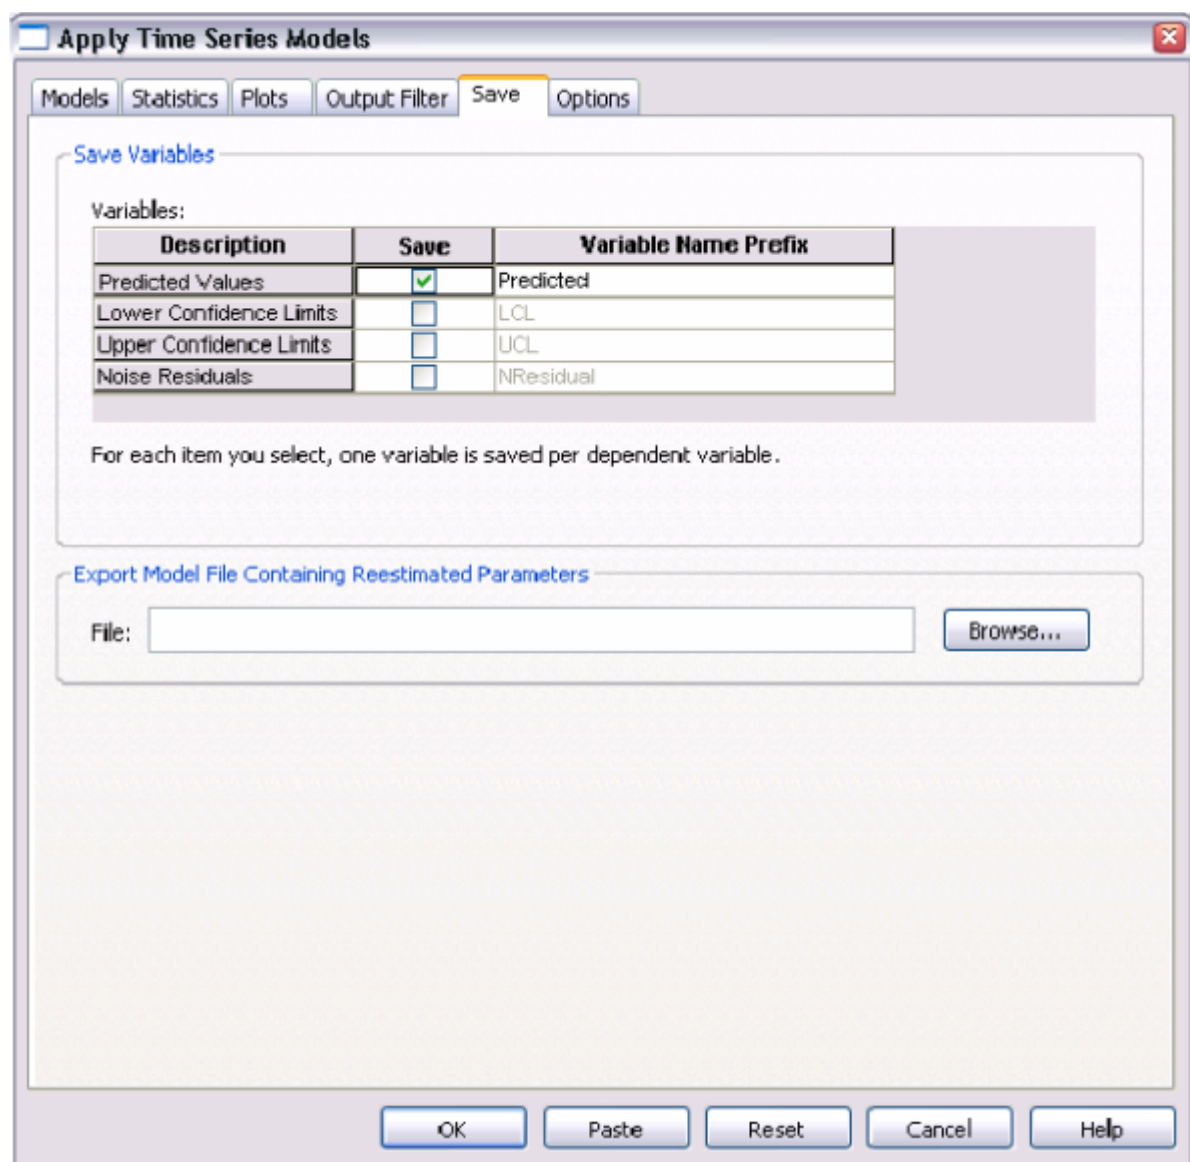 Apply Time Series Models
Models Statistics Plots Output Filter Save Options
Save Variables
Variables:
Description Save Variable Name Prefix
Predicted Values Predicted
Lower Confidence Limits LCL
Upper Confidence Limits UCL
Noise Residuals NResidual
For each item you select, one variable is saved per dependent variable.
Export Model File Containing Reestimated Parameters
File: Browse...
OK Paste Reset Cancel Help